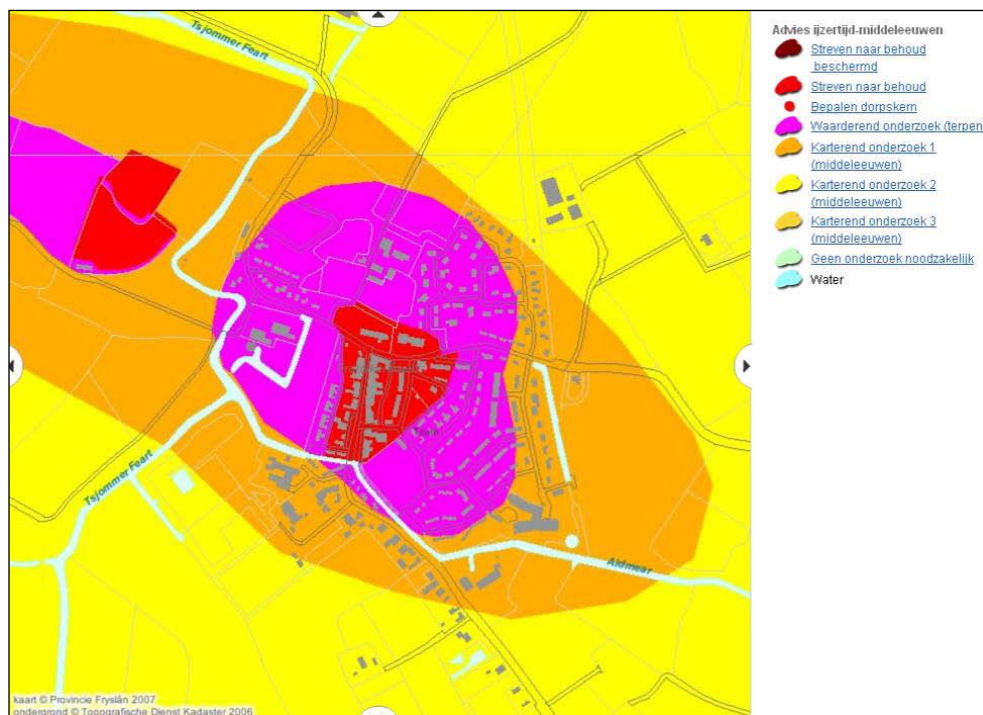 Tsjommer Feart
Tsjommer Feart
Aldmear
kaart © Provincie Fryslân 2007
ondergrond © Topografische Dienst Kadaster 2006
Advies ijzertijd-middeleeuwen
Streven naar behoud
beschermd
Streven naar behoud
Bepalen dorpskern
Waarderend onderzoek (terpen
Karterend onderzoek 1
(middeleeuwen)
Karterend onderzoek 2
(middeleeuwen)
Karterend onderzoek 3
(middeleeuwen)
Geen onderzoek noodzakelijk
Water